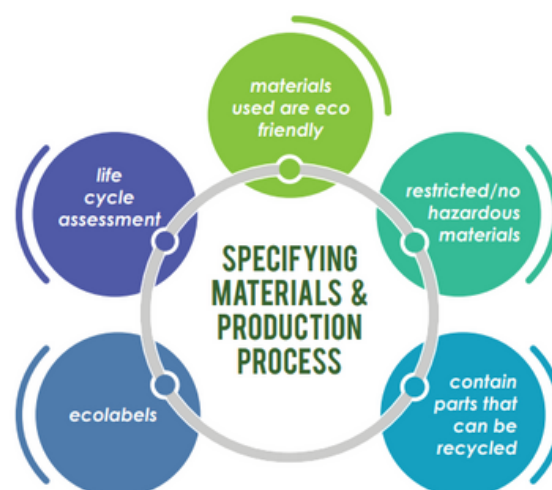 materials
used are eco
friendly
life
cycle
assessment
restricted/no
hazardous
materials
SPECIFYING
MATERIALS &
PRODUCTION
PROCESS
ecolabels
contain
parts that
can be
recycled